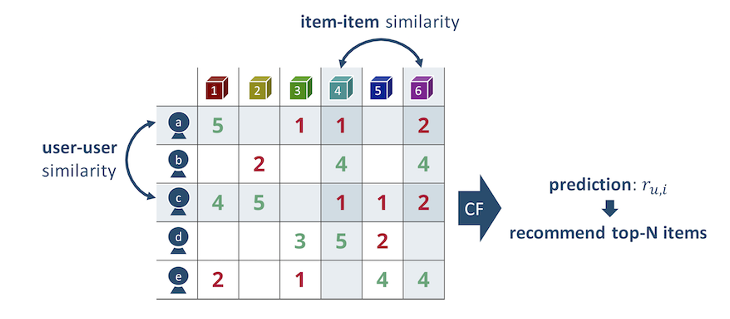 item-item similarity
1 2 3 4 5 6
a 5 1 1 2
b 2 4 4
user-user
similarity
c 4 5 1 1 2
d 3 5 2
e 2 1 4 4
CF
prediction: r_{u,i}
recommend top-N items